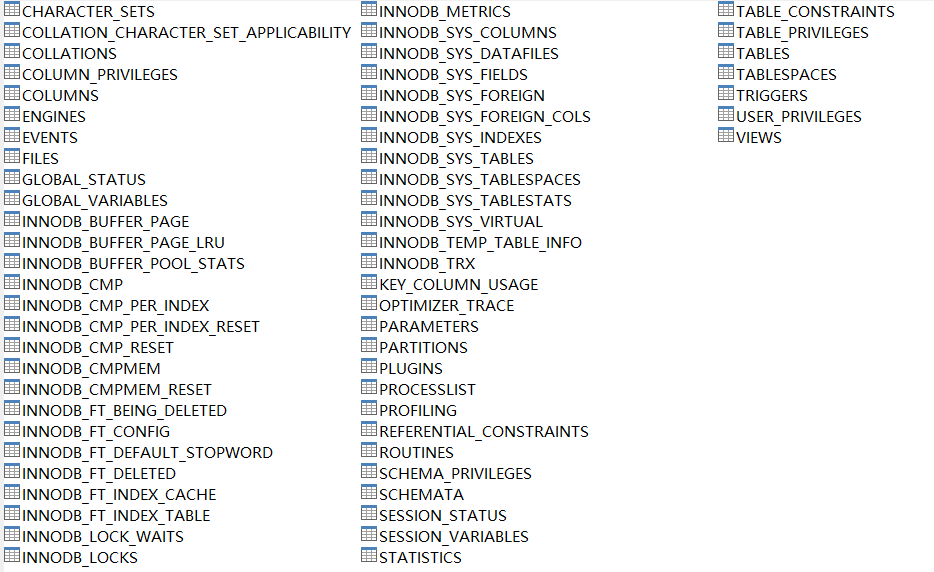 CHARACTER_SETS
COLLATION_CHARACTER_SET_APPLICABILITY
COLLATIONS
COLUMN_PRIVILEGES
COLUMNS
ENGINES
EVENTS
FILES
GLOBAL_STATUS
GLOBAL_VARIABLES
INNODB_BUFFER_PAGE
INNODB_BUFFER_PAGE_LRU
INNODB_BUFFER_POOL_STATS
INNODB_CMP
INNODB_CMP_PER_INDEX
INNODB_CMP_PER_INDEX_RESET
INNODB_CMP_RESET
INNODB_CMPMEM
INNODB_CMPMEM_RESET
INNODB_FT_BEING_DELETED
INNODB_FT_CONFIG
INNODB_FT_DEFAULT_STOPWORD
INNODB_FT_DELETED
INNODB_FT_INDEX_CACHE
INNODB_FT_INDEX_TABLE
INNODB_LOCK_WAITS
INNODB_LOCKS
INNODB_METRICS
INNODB_SYS_COLUMNS
INNODB_SYS_DATAFILES
INNODB_SYS_FIELDS
INNODB_SYS_FOREIGN
INNODB_SYS_FOREIGN_COLS
INNODB_SYS_INDEXES
INNODB_SYS_TABLES
INNODB_SYS_TABLESPACES
INNODB_SYS_TABLESTATS
INNODB_SYS_VIRTUAL
INNODB_TEMP_TABLE_INFO
INNODB_TRX
KEY_COLUMN_USAGE
OPTIMIZER_TRACE
PARAMETERS
PARTITIONS
PLUGINS
PROCESSLIST
PROFILING
REFERENTIAL_CONSTRAINTS
ROUTINES
SCHEMA_PRIVILEGES
SCHEMATA
SESSION_STATUS
SESSION_VARIABLES
STATISTICS
TABLE_CONSTRAINTS
TABLE_PRIVILEGES
TABLES
TABLESPACES
TRIGGERS
USER_PRIVILEGES
VIEWS